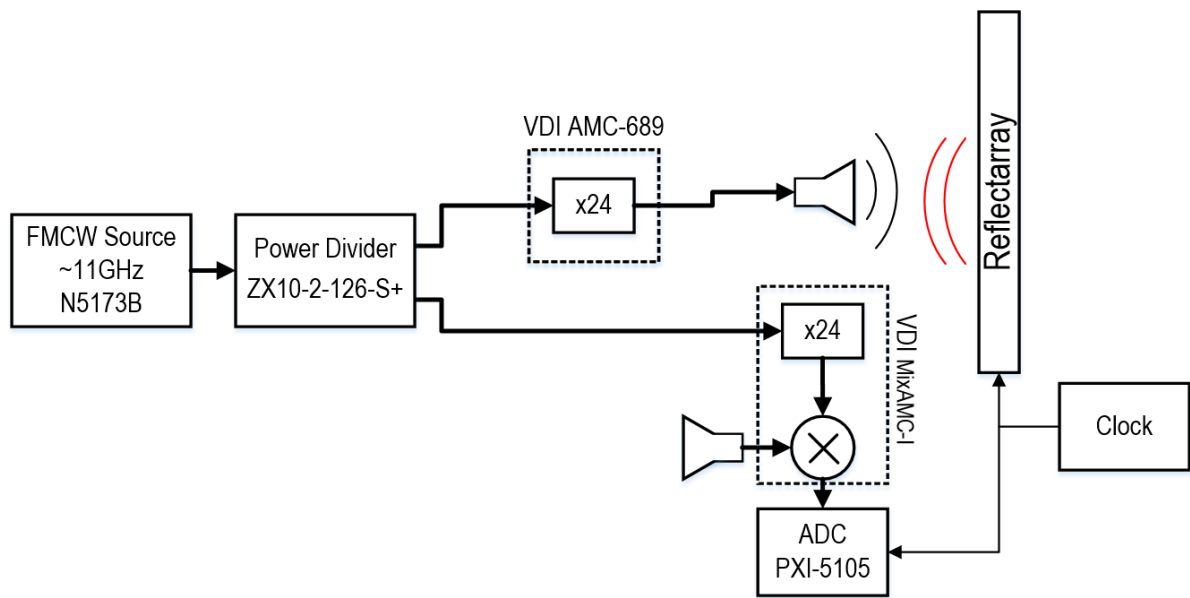 VDI AMC-689
x24
FMCW Source
~11GHz
N5173B
Power Divider
ZX10-2-126-S+
Reflectarray
x24
VDI MixAMC-I
Clock
ADC
PXI-5105